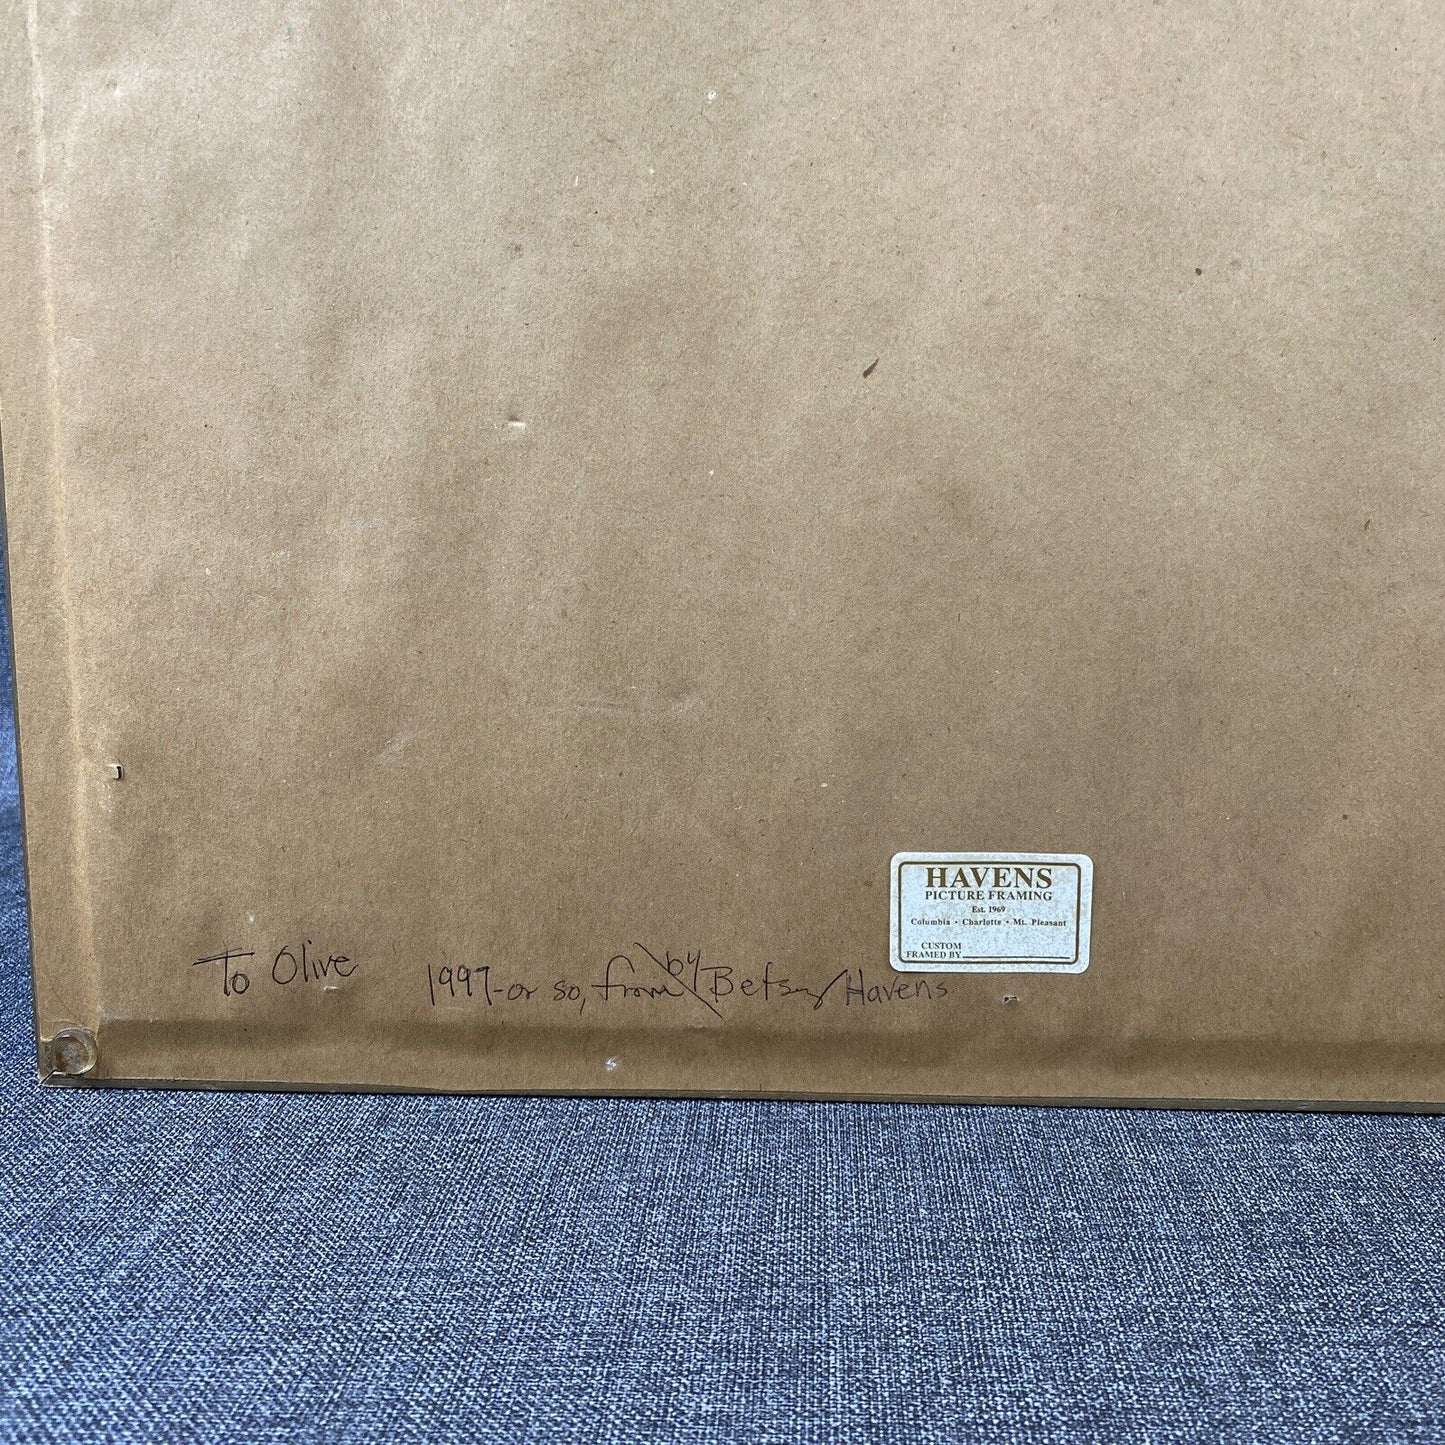 HAVENS
PICTURE FRAMING
Est. 1969
Columbia • Charlotte • Mt. Pleasant
CUSTOM
FRAMED BY
To Olive
1997-or so, from by Betsy Havens